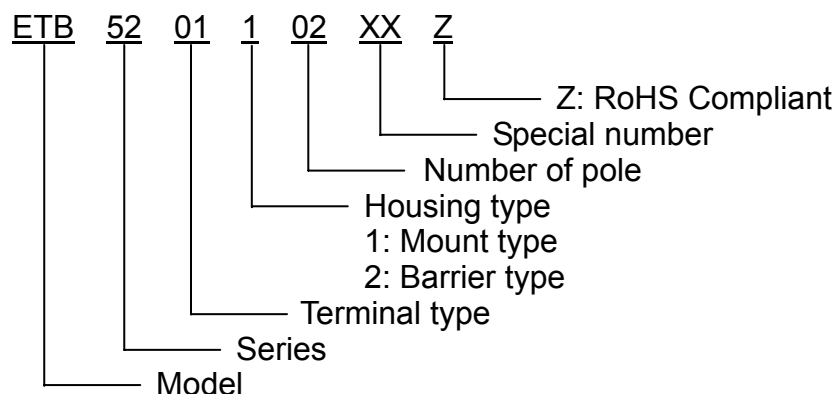 ETB 52 01 1 02 XX Z
Z: RoHS Compliant
Special number
Number of pole
Housing type
1: Mount type
2: Barrier type
Terminal type
Series
Model